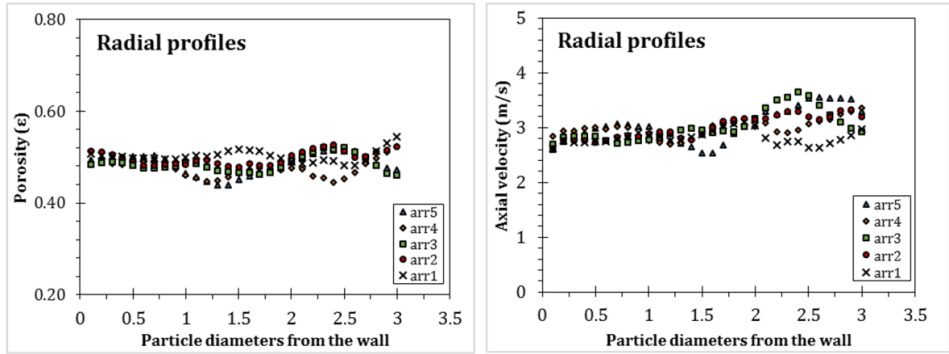 Radial profiles
Porosity (ε)
0.80
0.60
0.40
0.20
0 0.5 1 1.5 2 2.5 3 3.5
Particle diameters from the wall
arr5
arr4
arr3
arr2
arr1
Radial profiles
Axial velocity (m/s)
5
4
3
2
1
0
0 0.5 1 1.5 2 2.5 3 3.5
Particle diameters from the wall
arr5
arr4
arr3
arr2
arr1